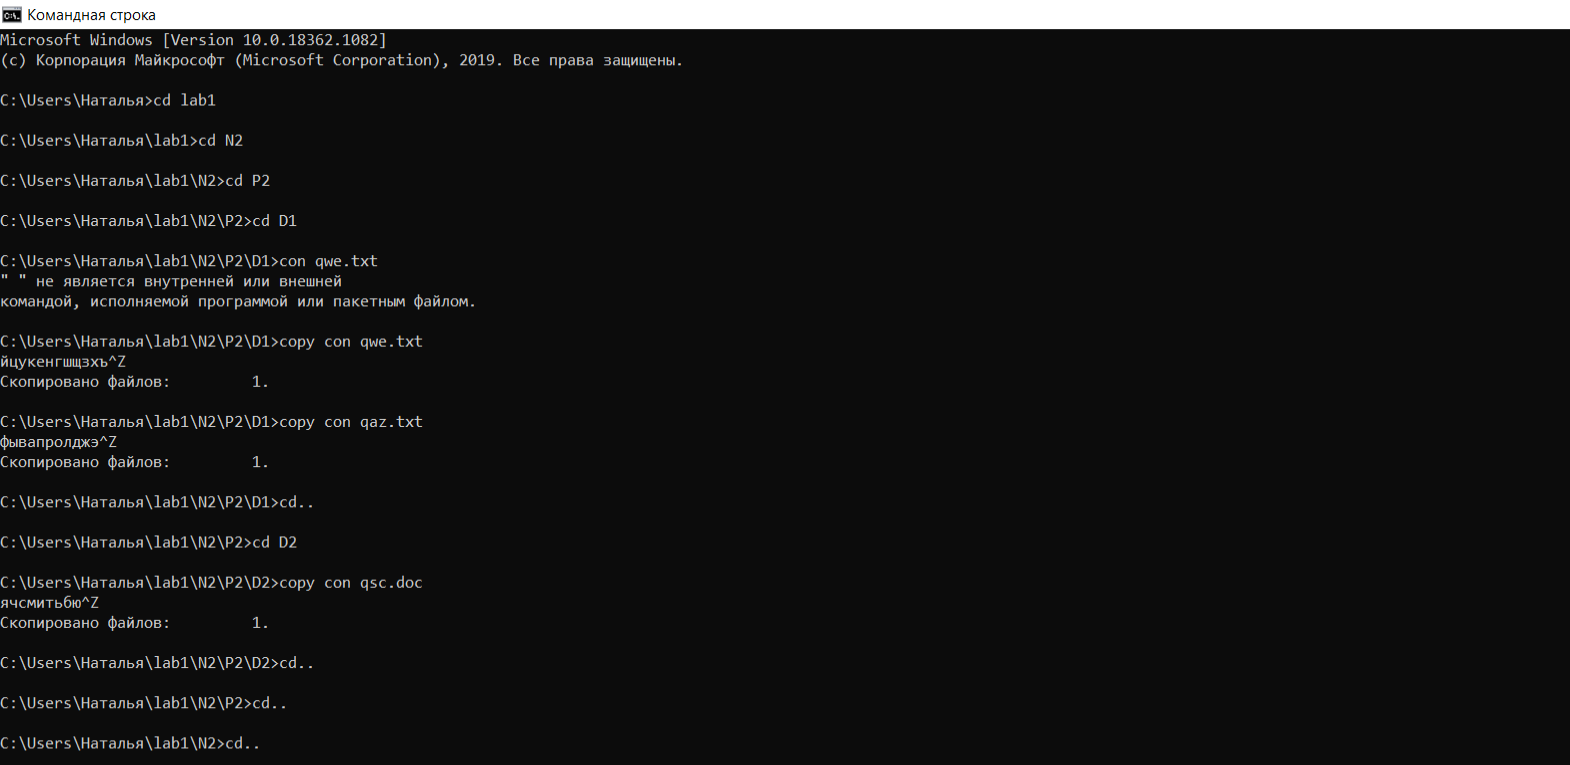 Командная строка
Microsoft Windows [Version 10.0.18362.1082]
(c) Корпорация Майкрософт (Microsoft Corporation), 2019. Все права защищены.
C:\Users\Наталья>cd lab1
C:\Users\Наталья\lab1>cd N2
C:\Users\Наталья\lab1\N2>cd P2
C:\Users\Наталья\lab1\N2\P2>cd D1
C:\Users\Наталья\lab1\N2\P2\D1>con qwe.txt
" " не является внутренней или внешней
командой, исполняемой программой или пакетным файлом.
C:\Users\Наталья\lab1\N2\P2\D1>copy con qwe.txt
йцукенгшщзхъ^Z
Скопировано файлов:         1.
C:\Users\Наталья\lab1\N2\P2\D1>copy con qaz.txt
фывапролджэ^Z
Скопировано файлов:         1.
C:\Users\Наталья\lab1\N2\P2\D1>cd..
C:\Users\Наталья\lab1\N2\P2>cd D2
C:\Users\Наталья\lab1\N2\P2\D2>copy con qsc.doc
ячсмитьбю^Z
Скопировано файлов:         1.
C:\Users\Наталья\lab1\N2\P2\D2>cd..
C:\Users\Наталья\lab1\N2\P2>cd..
C:\Users\Наталья\lab1\N2>cd..